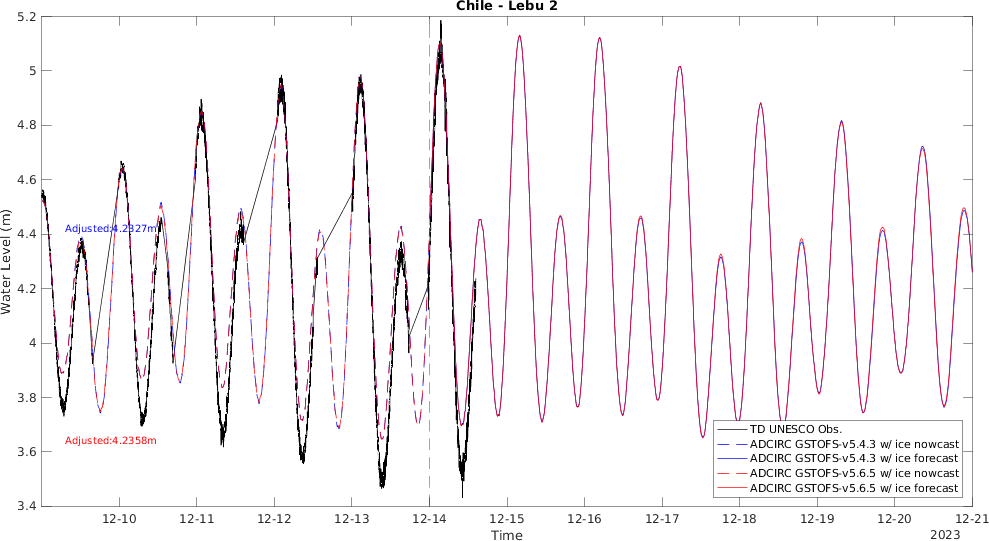 Chile - Lebu 2
5.2
5
4.8
4.6
4.4
4.2
4
3.8
3.6
3.4
Water Level (m)
Adjusted:4.2327m
Adjusted:4.2358m
TD UNESCO Obs.
ADCIRC GSTOFS-v5.4.3 w/ ice nowcast
ADCIRC GSTOFS-v5.4.3 w/ ice forecast
ADCIRC GSTOFS-v5.6.5 w/ ice nowcast
ADCIRC GSTOFS-v5.6.5 w/ ice forecast
12-10 12-11 12-12 12-13 12-14 12-15 12-16 12-17 12-18 12-19 12-20 12-21
Time
2023